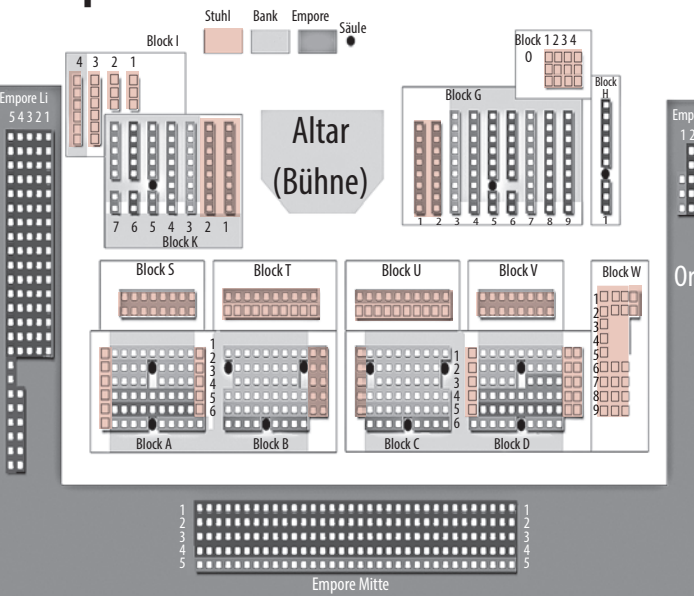 Stuhl Bank Empore Säule
Block I
4 3 2 1
Block 1 2 3 4
O
Block
H
Block G
Empore Li
5 4 3 2 1
Altar
(Bühne)
7 6 5 4 3 2 1
Block K
1 2 3 4 5 6 7 8 9
1
Block S
Block T
Block U
Block V
Block W
1
2
3
4
5
6
7
8
9
1
2
3
4
5
6
1
2
3
4
5
6
Block A
Block B
Block C
Block D
1
2
3
4
5
1
2
3
4
5
Empore Mitte